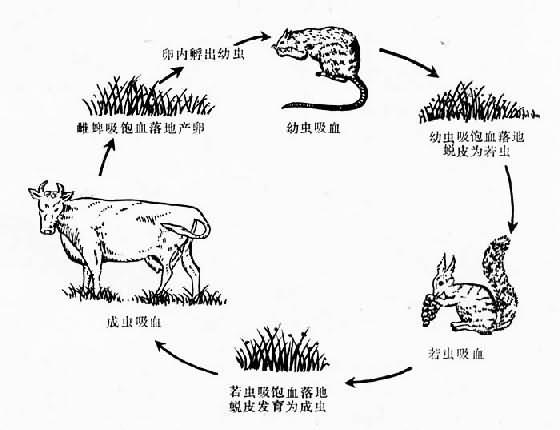 卵内孵出幼虫
幼虫吸血
幼虫吸饱血落地
蜕皮为若虫
若虫吸血
若虫吸饱血落地
蜕皮发育为成虫
成虫吸血
雌蜱吸饱血落地产卵